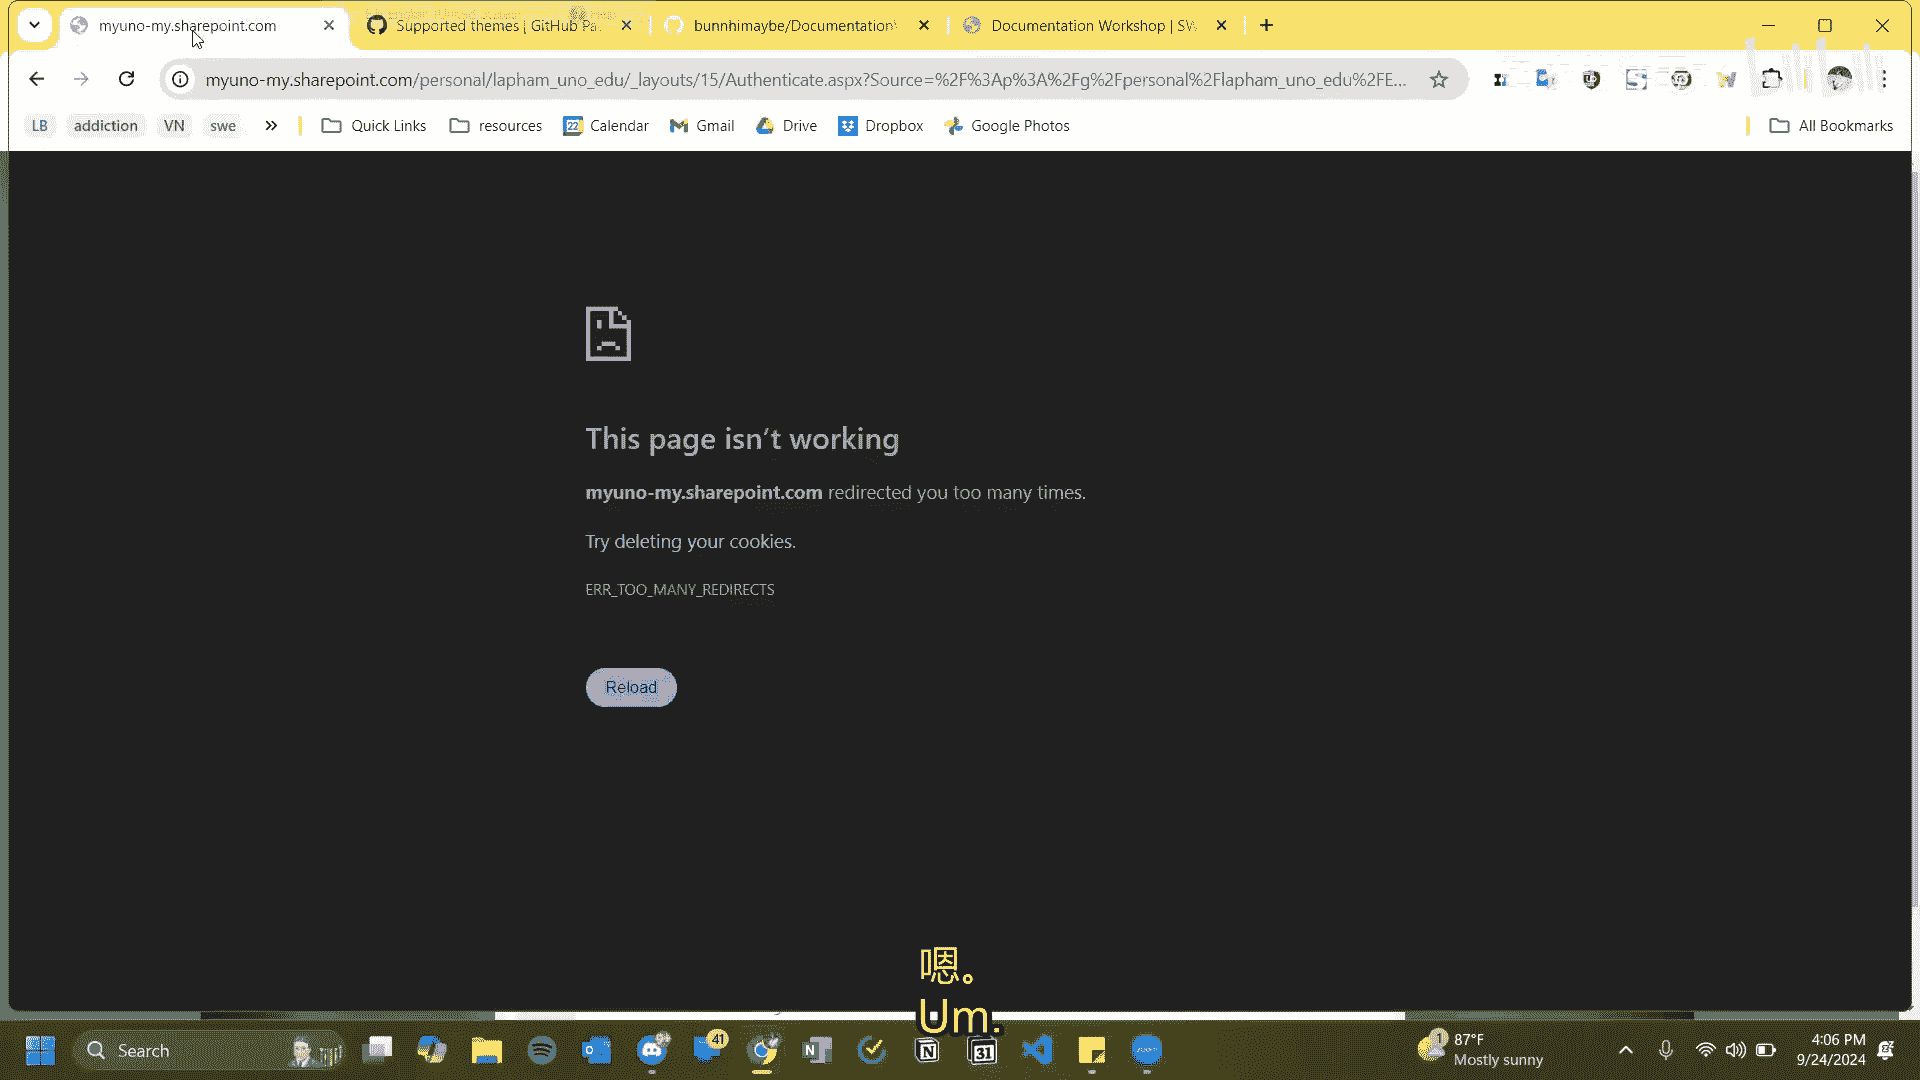 myuno-my.sharepoint.com
Supported themes | GitHub Pa
bunnhimaybe/Documentation
Documentation Workshop | SW
myuno-my.sharepoint.com/personal/lapham_uno_edu/_layouts/15/Authenticate.aspx?Source=%2F%3Ap%3A%2Fg%2Fpersonal%2Flapham_uno_edu%2FE...
LB
addiction
VN
swe
Quick Links
resources
Calendar
Gmail
Drive
Dropbox
Google Photos
All Bookmarks
This page isn’t working
myuno-my.sharepoint.com redirected you too many times.
Try deleting your cookies.
ERR_TOO_MANY_REDIRECTS
Reload
嗯。
Um.
Search
41
31
87°F
Mostly sunny
4:06 PM
9/24/2024